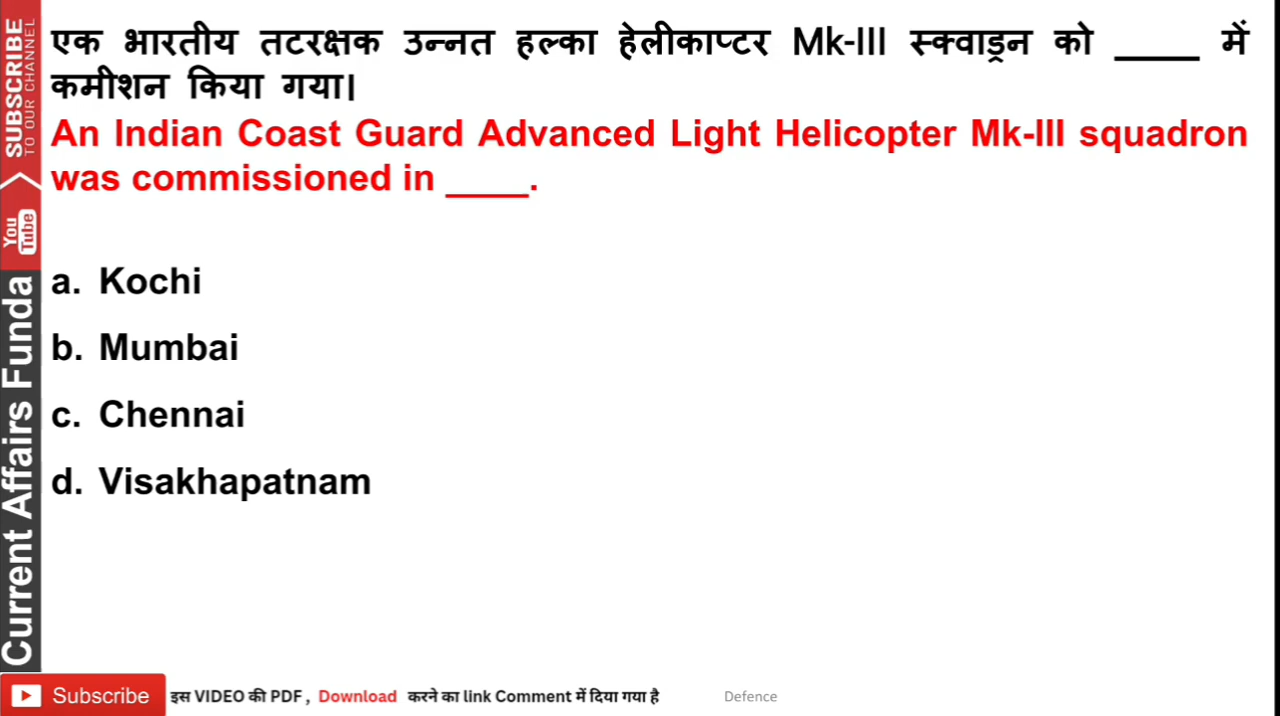 एक भारतीय तटरक्षक उन्नत हल्का हेलीकाप्टर Mk-III स्क्वाड्रन को _____ में
कमीशन किया गया।
An Indian Coast Guard Advanced Light Helicopter Mk-III squadron
was commissioned in ____.
a. Kochi
b. Mumbai
c. Chennai
d. Visakhapatnam
SUBSCRIBE
TO OUR CHANNEL
You
Tube
Current Affairs Funda
Subscribe इस VIDEO की PDF , Download करने का link Comment में दिया गया है Defence